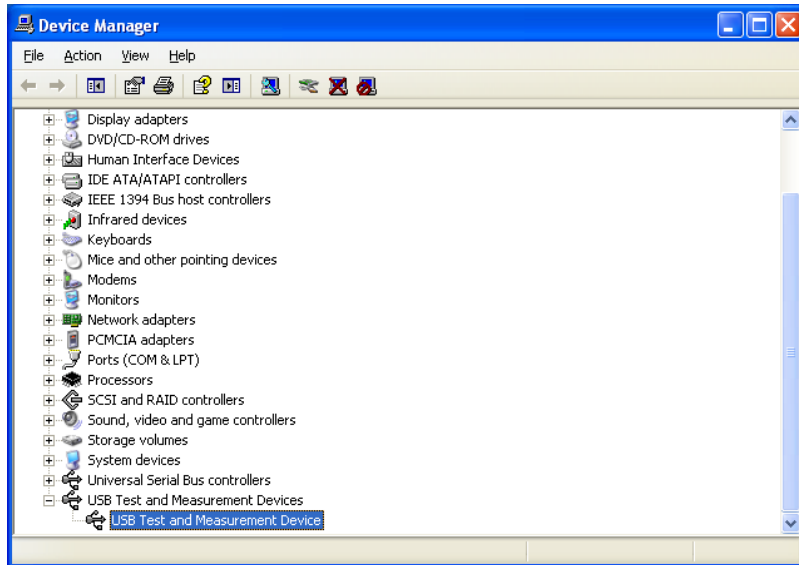 Device Manager
File Action View Help
Display adapters
DVD/CD-ROM drives
Human Interface Devices
IDE ATA/ATAPI controllers
IEEE 1394 Bus host controllers
Infrared devices
Keyboards
Mice and other pointing devices
Modems
Monitors
Network adapters
PCMCIA adapters
Ports (COM & LPT)
Processors
SCSI and RAID controllers
Sound, video and game controllers
Storage volumes
System devices
Universal Serial Bus controllers
USB Test and Measurement Devices
USB Test and Measurement Device